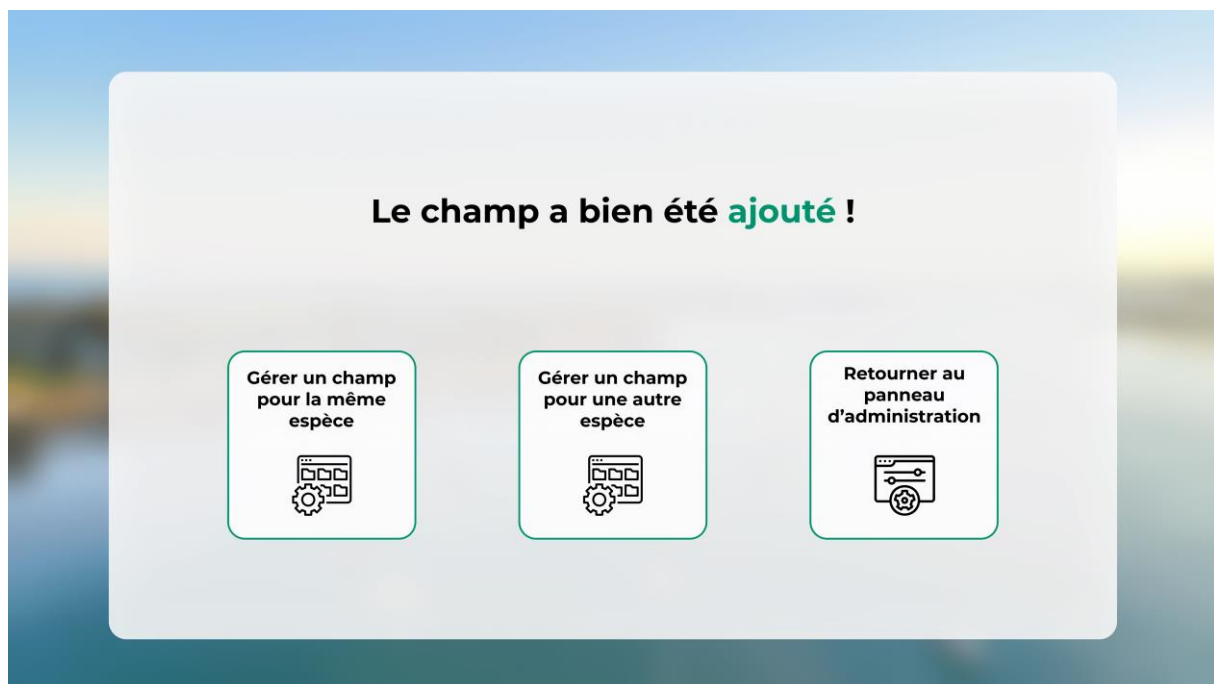 Le champ a bien été ajouté !
Gérer un champ
pour la même
espèce
Gérer un champ
pour une autre
espèce
Retourner au
panneau
d’administration